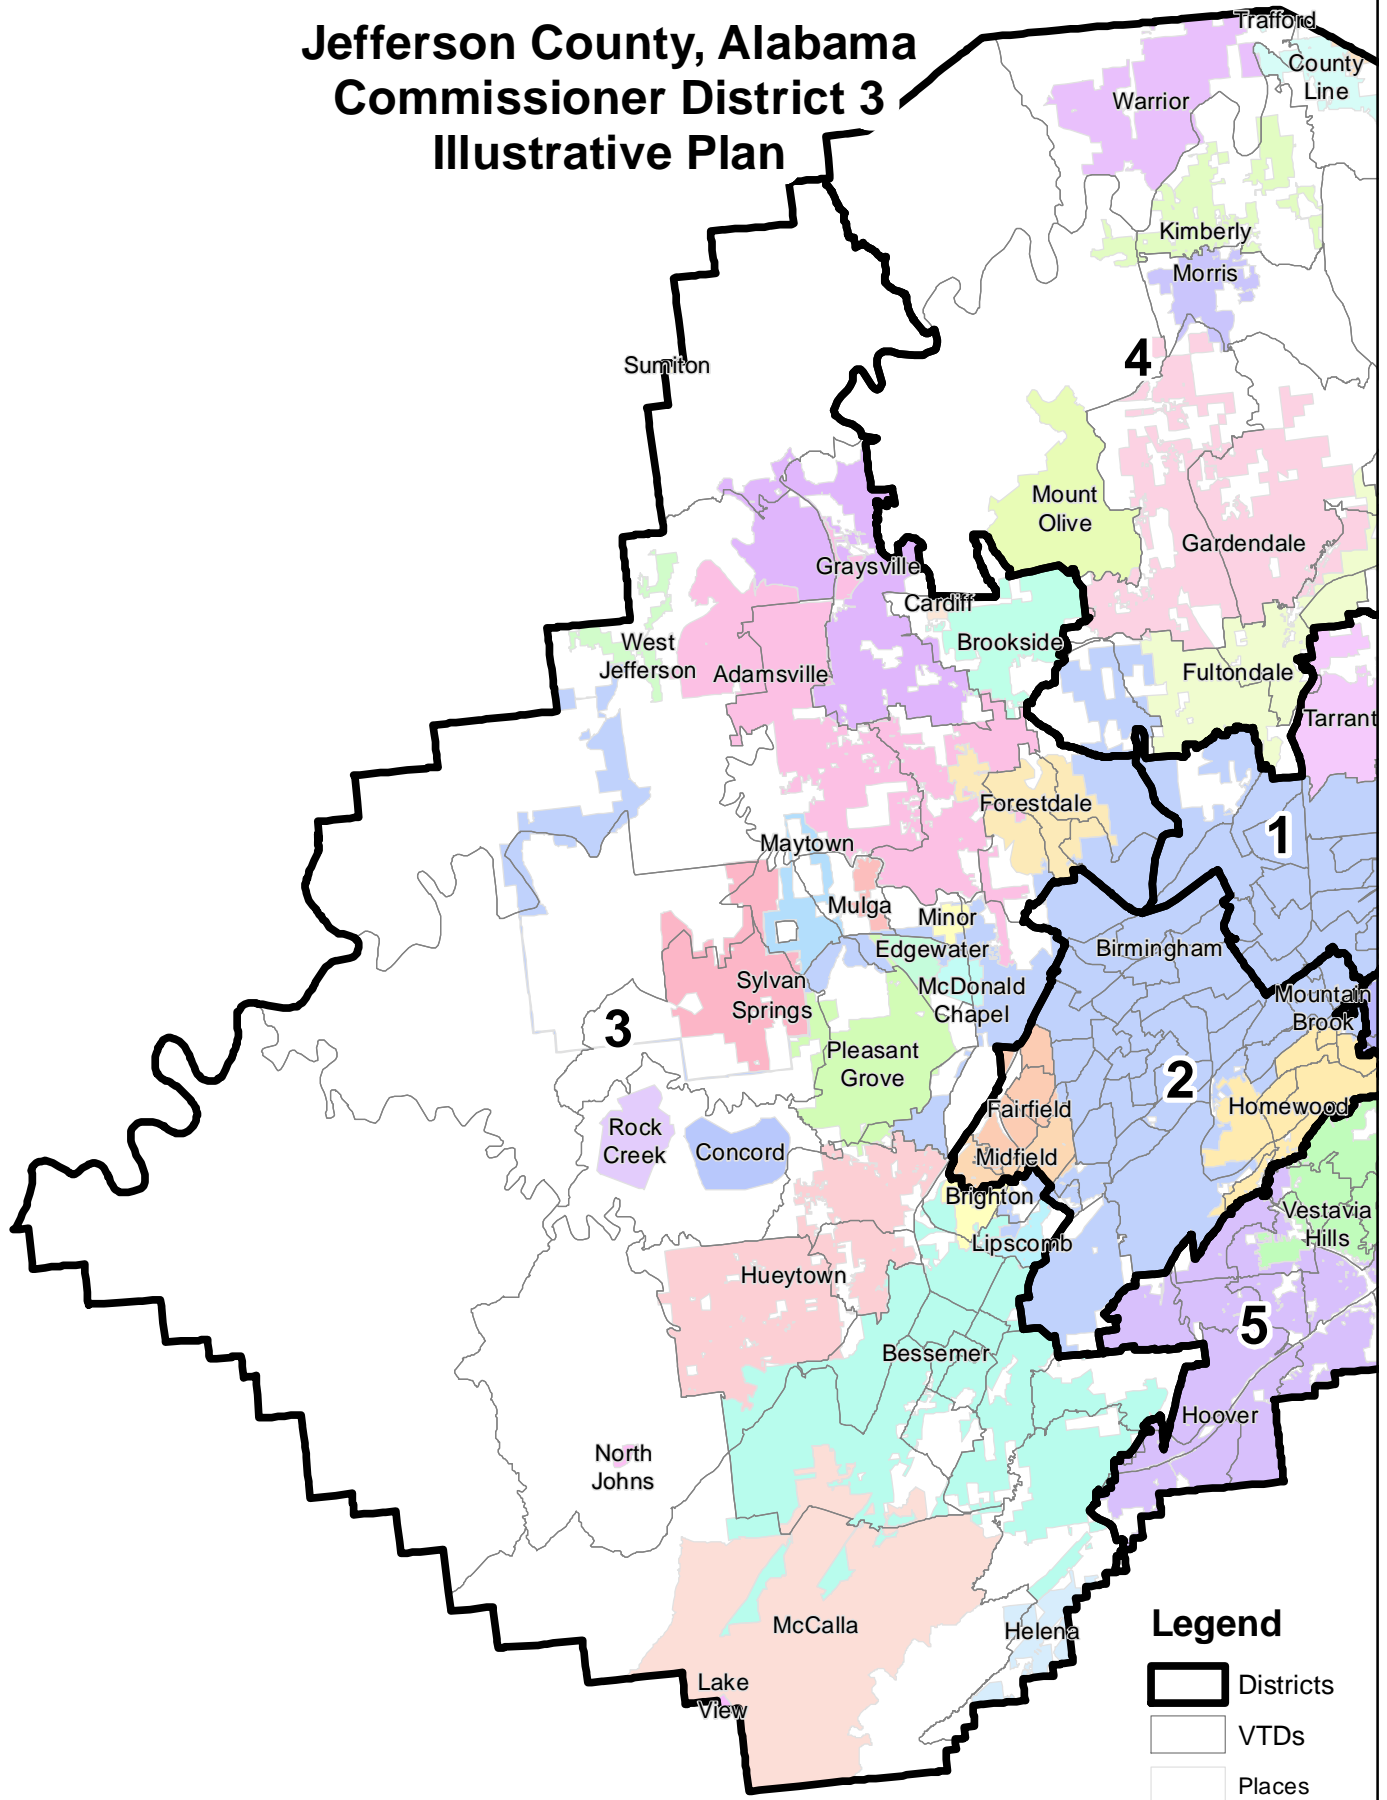 Jefferson County, Alabama
Commissioner District 3
Illustrative Plan
Trafford
County
Line
Warrior
Kimberly
Morris
4
Sumiton
Mount
Olive
Gardendale
Graysville
Cardiff
Brookside
West
Jefferson
Adamsville
Fultondale
Tarrant
Forestdale
1
Maytown
Mulga
Minor
Edgewater
Birmingham
Sylvan
Springs
McDonald
Chapel
Mountain
Brook
3
Pleasant
Grove
2
Fairfield
Homewood
Rock
Creek
Concord
Midfield
Brighton
Vestavia
Hills
Lipscomb
Hueytown
5
Bessemer
Hoover
North
Johns
McCalla
Helena
Lake
View
Legend
Districts
VTDs
Places